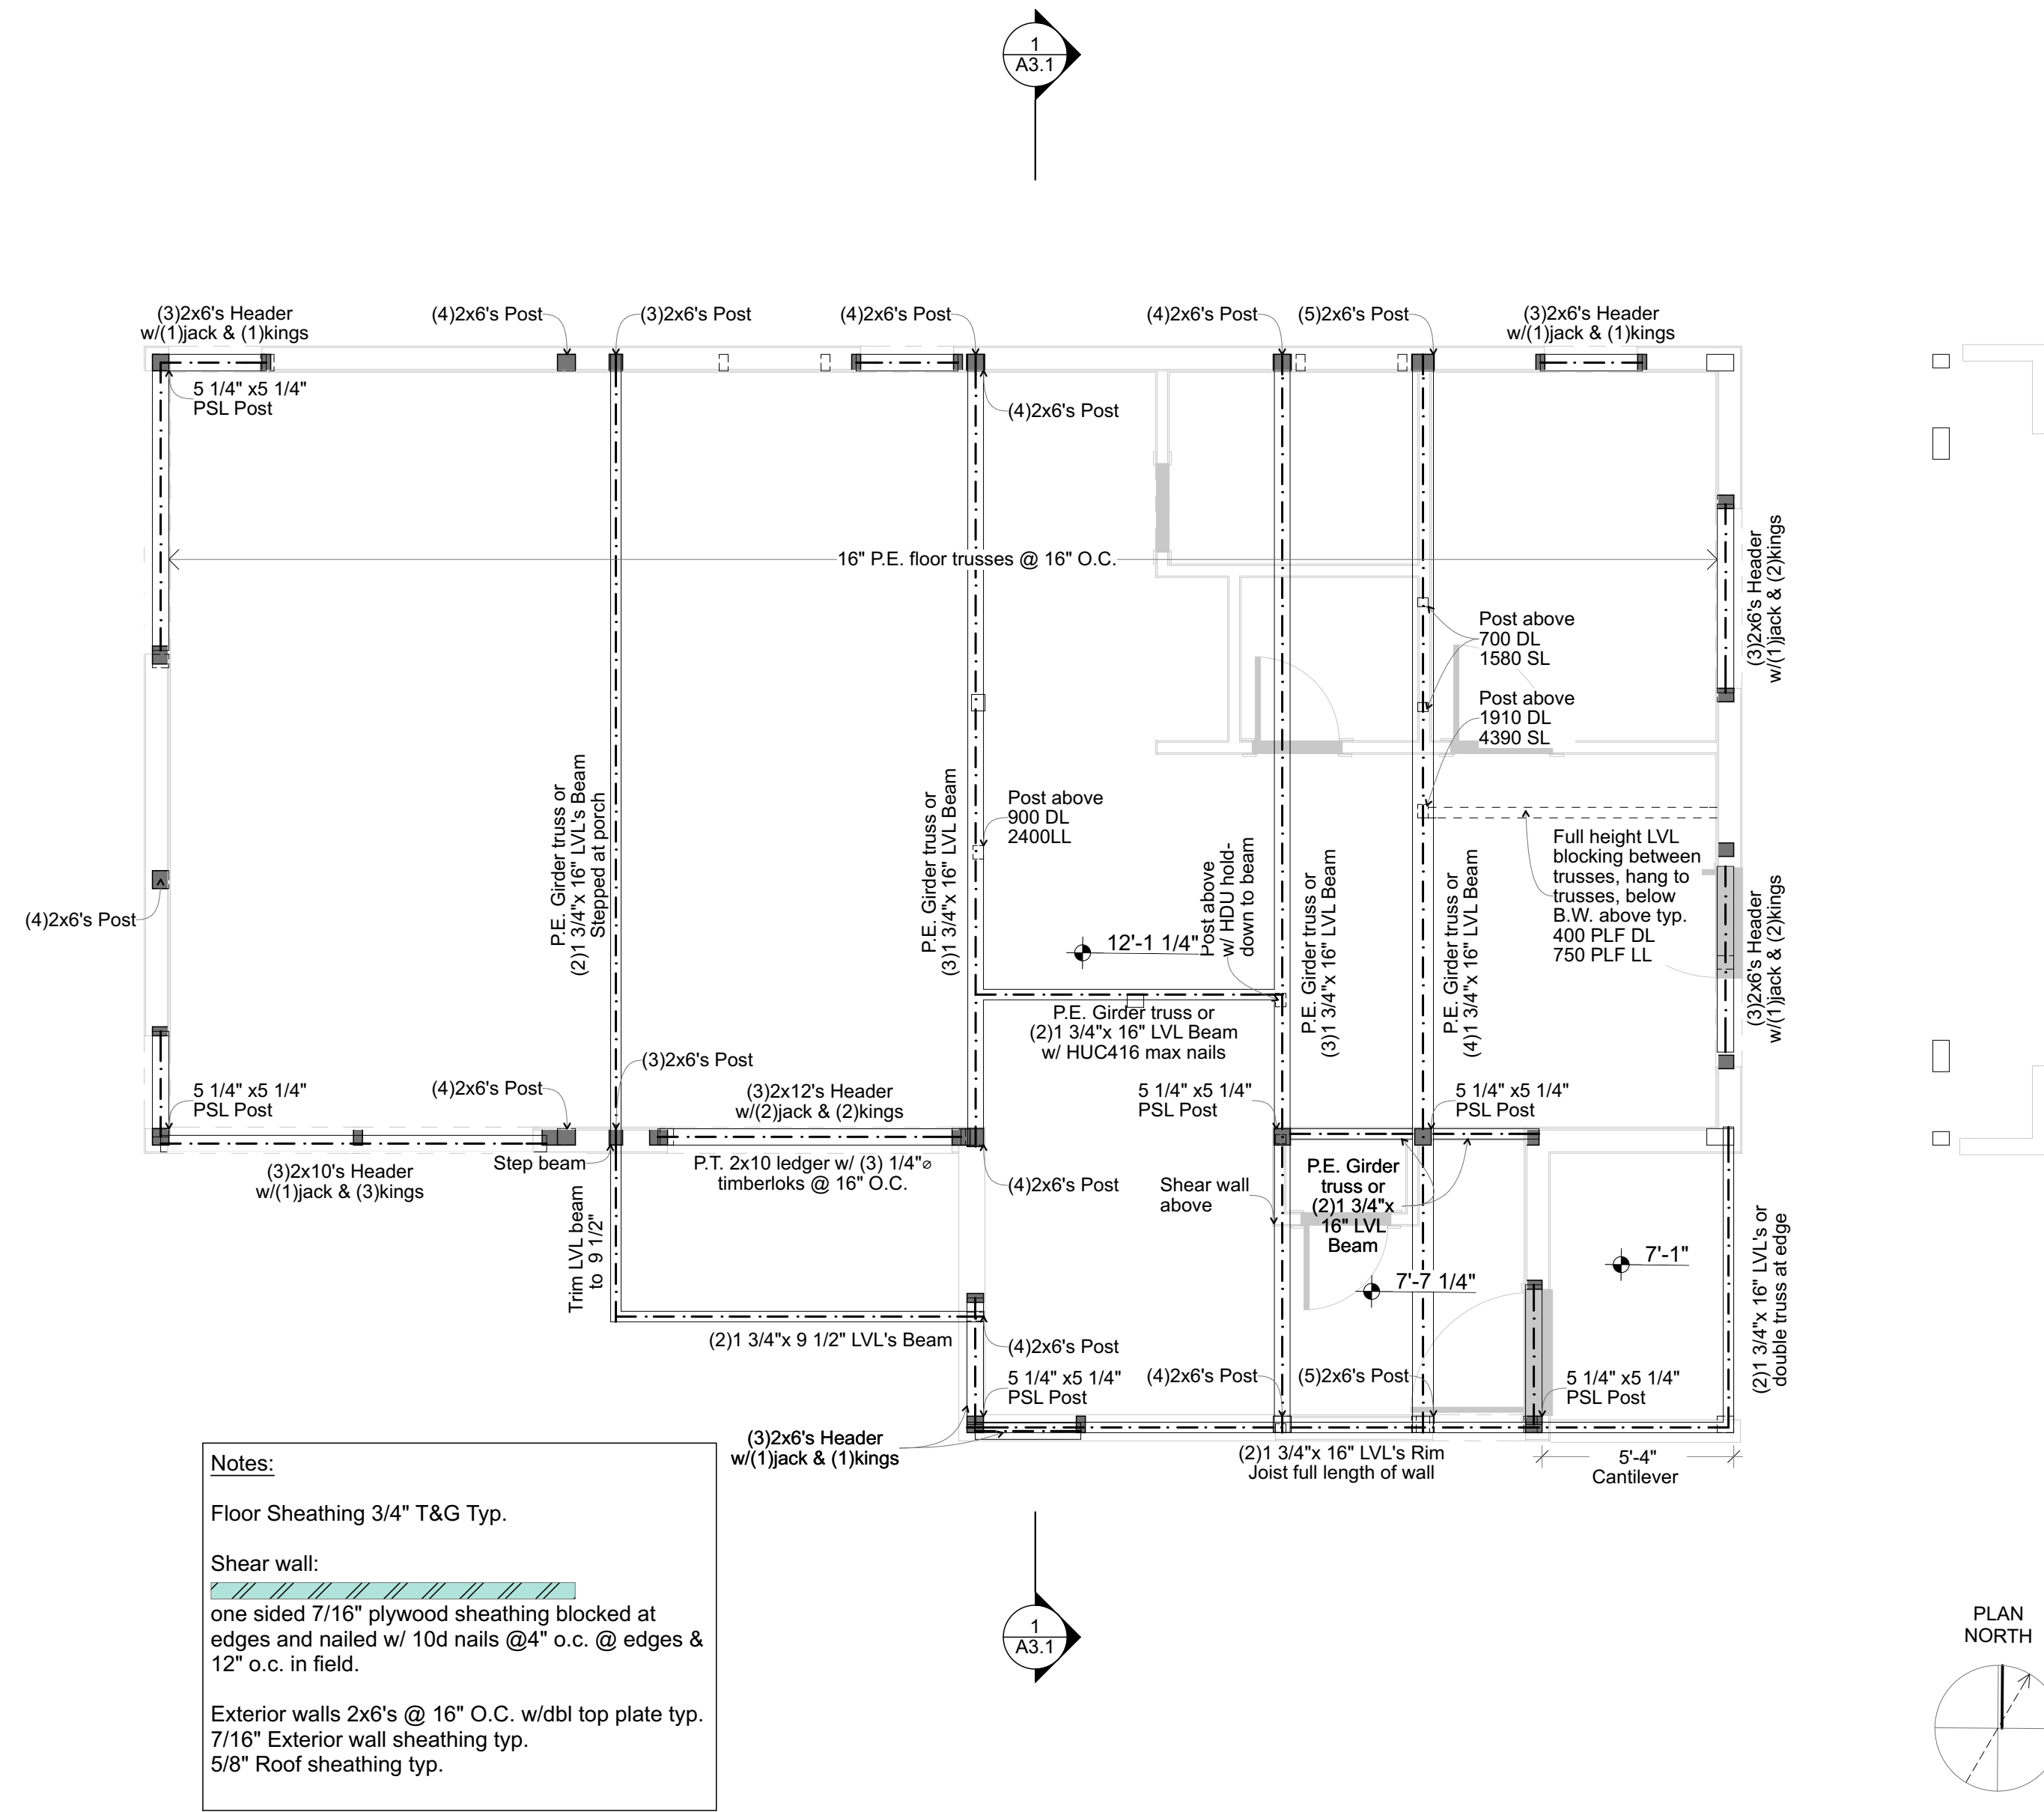 1
A3.1
(3)2x6's Header
w/(1)jack & (1)kings
(4)2x6's Post
(3)2x6's Post
(4)2x6's Post
(4)2x6's Post
(5)2x6's Post
(3)2x6's Header
w/(1)jack & (1)kings
5 1/4" x5 1/4"
PSL Post
(4)2x6's Post
16" P.E. floor trusses @ 16" O.C.
(3)2x6's Header
w/(1)jack & (2)kings
Post above
700 DL
1580 SL
Post above
1910 DL
4390 SL
P.E. Girder truss or
(2)1 3/4"x 16" LVL's Beam
Stepped at porch
P.E. Girder truss or
(3)1 3/4"x 16" LVL Beam
Post above
900 DL
2400LL
Post above
w/ HDU hold-
down to beam
P.E. Girder truss or
(3)1 3/4"x 16" LVL Beam
P.E. Girder truss or
(4)1 3/4"x 16" LVL Beam
Full height LVL
blocking between
trusses, hang to
trusses, below
B.W. above typ.
400 PLF DL
750 PLF LL
(3)2x6's Header
w/(1)jack & (2)kings
(4)2x6's Post
12'-1 1/4"
P.E. Girder truss or
(2)1 3/4"x 16" LVL Beam
w/ HUC416 max nails
5 1/4" x5 1/4"
PSL Post
(4)2x6's Post
(3)2x6's Post
(3)2x12's Header
w/(2)jack & (2)kings
5 1/4" x5 1/4"
PSL Post
5 1/4" x5 1/4"
PSL Post
(3)2x10's Header
w/(1)jack & (3)kings
Step beam
P.T. 2x10 ledger w/ (3) 1/4"⌀
timberloks @ 16" O.C.
(4)2x6's Post
Shear wall
above
P.E. Girder
truss or
(2)1 3/4"x
16" LVL
Beam
Trim LVL beam
to 9 1/2"
7'-7 1/4"
7'-1"
(2)1 3/4"x 16" LVL's or
double truss at edge
(2)1 3/4"x 9 1/2" LVL's Beam
(4)2x6's Post
5 1/4" x5 1/4"
PSL Post
(4)2x6's Post
(5)2x6's Post
5 1/4" x5 1/4"
PSL Post
(3)2x6's Header
w/(1)jack & (1)kings
(2)1 3/4"x 16" LVL's Rim
Joist full length of wall
5'-4"
Cantilever
Notes:
Floor Sheathing 3/4" T&G Typ.
Shear wall:
one sided 7/16" plywood sheathing blocked at
edges and nailed w/ 10d nails @4" o.c. @ edges &
12" o.c. in field.
Exterior walls 2x6's @ 16" O.C. w/dbl top plate typ.
7/16" Exterior wall sheathing typ.
5/8" Roof sheathing typ.
1
A3.1
PLAN
NORTH